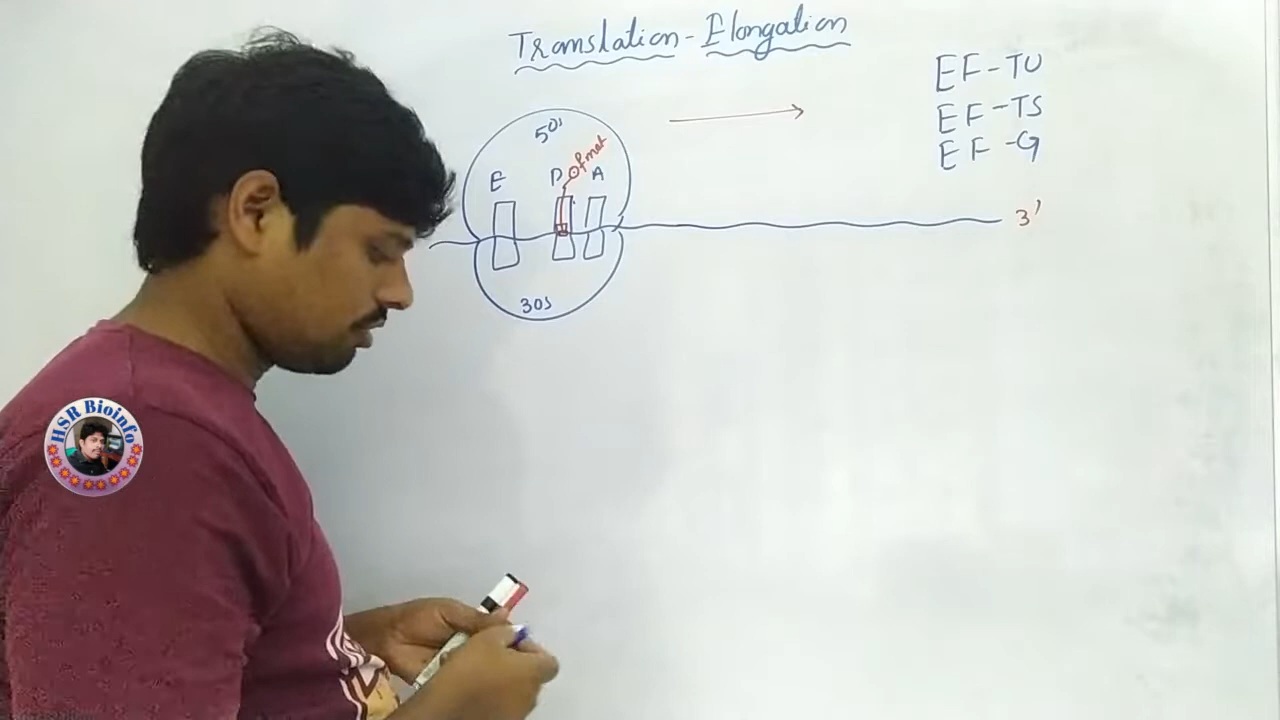 Translation - Elongation
EF-TU
EF-TS
EF-G
50s
fmet
E P A
3'
30s
HSR Bioinfo